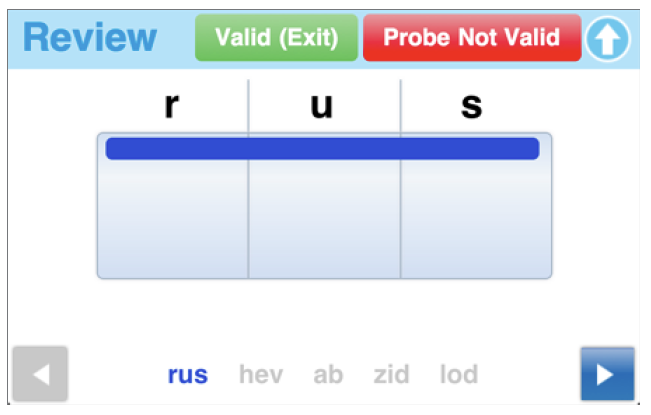 Review Valid (Exit) Probe Not Valid
r u s
rus hev ab zid lod